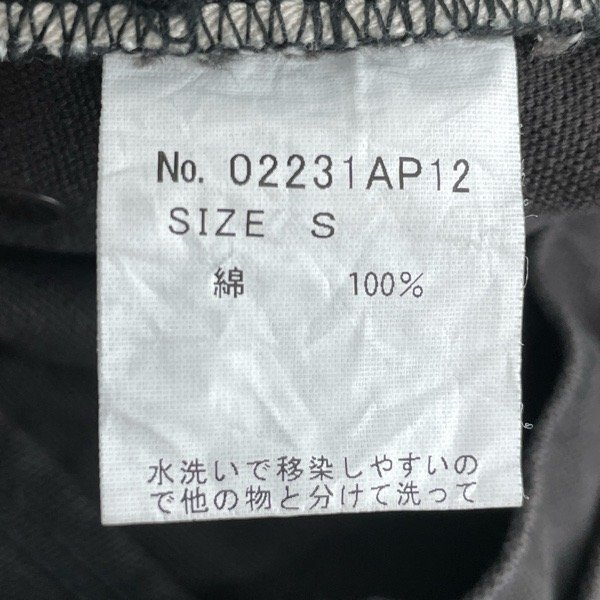 No. 02231AP12
SIZE S
綿 100%
水洗いで移染しやすいの
で他の物と分けて洗って